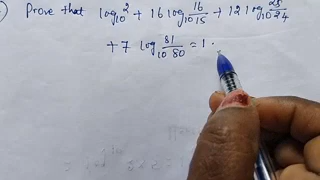 Prove that log₁₀ 2 + 16 log₁₀ 16/15 + 12 log₁₀ 25/24
+ 7 log₁₀ 81/80 = 1.